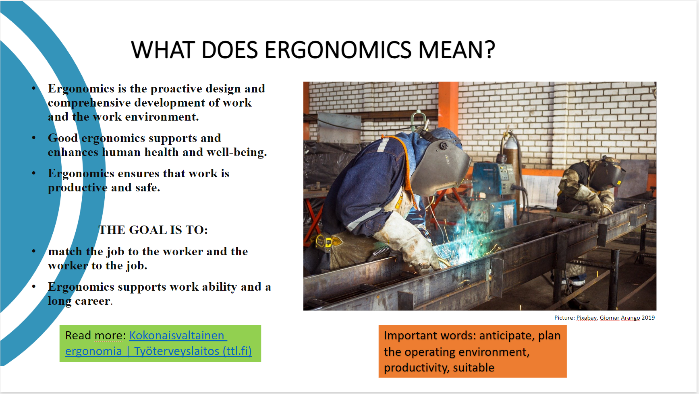 WHAT DOES ERGONOMICS MEAN?
• Ergonomics is the proactive design and
comprehensive development of work
and the work environment.
• Good ergonomics supports and
enhances human health and well-being.
• Ergonomics ensures that work is
productive and safe.
THE GOAL IS TO:
• match the job to the worker and the
worker to the job.
• Ergonomics supports work ability and a
long career.
Picture: Pixabay, Giomar Arango 2019
Read more: Kokonaisvaltainen
ergonomia | Työterveyslaitos (ttl.fi)
Important words: anticipate, plan
the operating environment,
productivity, suitable